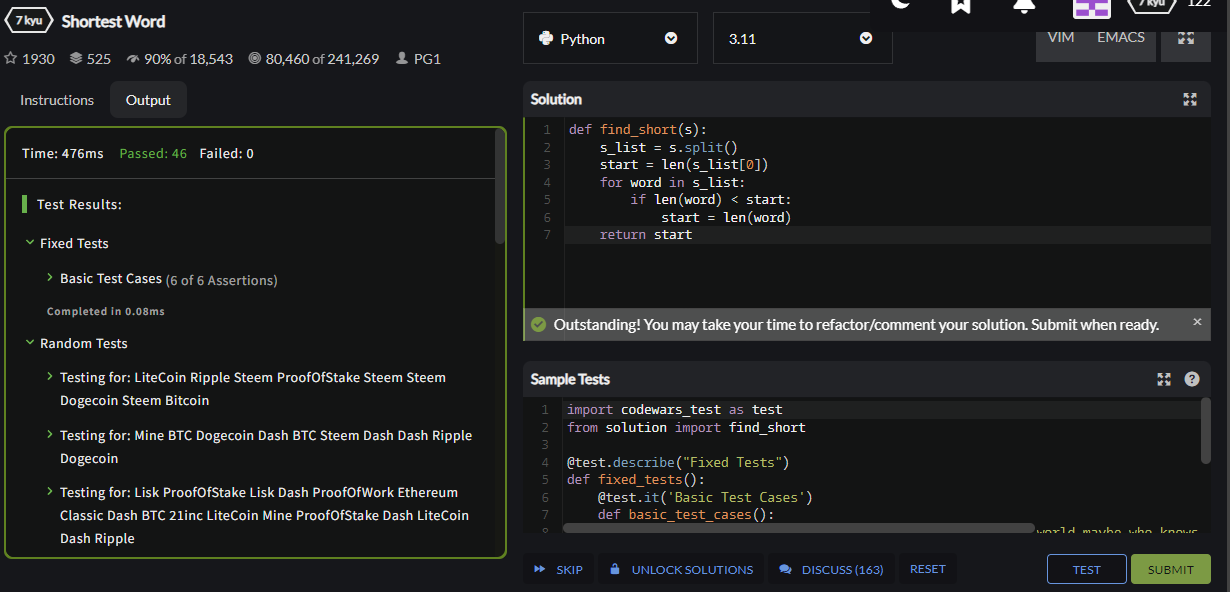 7 kyu Shortest Word
1930 525 90% of 18,543 80,460 of 241,269 PG1
Instructions Output
Time: 476ms Passed: 46 Failed: 0
Test Results:
Fixed Tests
Basic Test Cases (6 of 6 Assertions)
Completed in 0.08ms
Random Tests
Testing for: LiteCoin Ripple Steem ProofOfStake Steem Steem
Dogecoin Steem Bitcoin
Testing for: Mine BTC Dogecoin Dash BTC Steem Dash Dash Ripple
Dogecoin
Testing for: Lisk ProofOfStake Lisk Dash ProofOfWork Ethereum
Classic Dash BTC 21inc LiteCoin Mine ProofOfStake Dash LiteCoin
Dash Ripple
7 kyu 122
Python 3.11 VIM EMACS
Solution
1 def find_short(s):
2 s_list = s.split()
3 start = len(s_list[0])
4 for word in s_list:
5 if len(word) < start:
6 start = len(word)
7 return start
Outstanding! You may take your time to refactor/comment your solution. Submit when ready. ×
Sample Tests ?
1 import codewars_test as test
2 from solution import find_short
3
4 @test.describe("Fixed Tests")
5 def fixed_tests():
6 @test.it('Basic Test Cases')
7 def basic_test_cases():
8 world maybe who knows
SKIP UNLOCK SOLUTIONS DISCUSS (163) RESET TEST SUBMIT